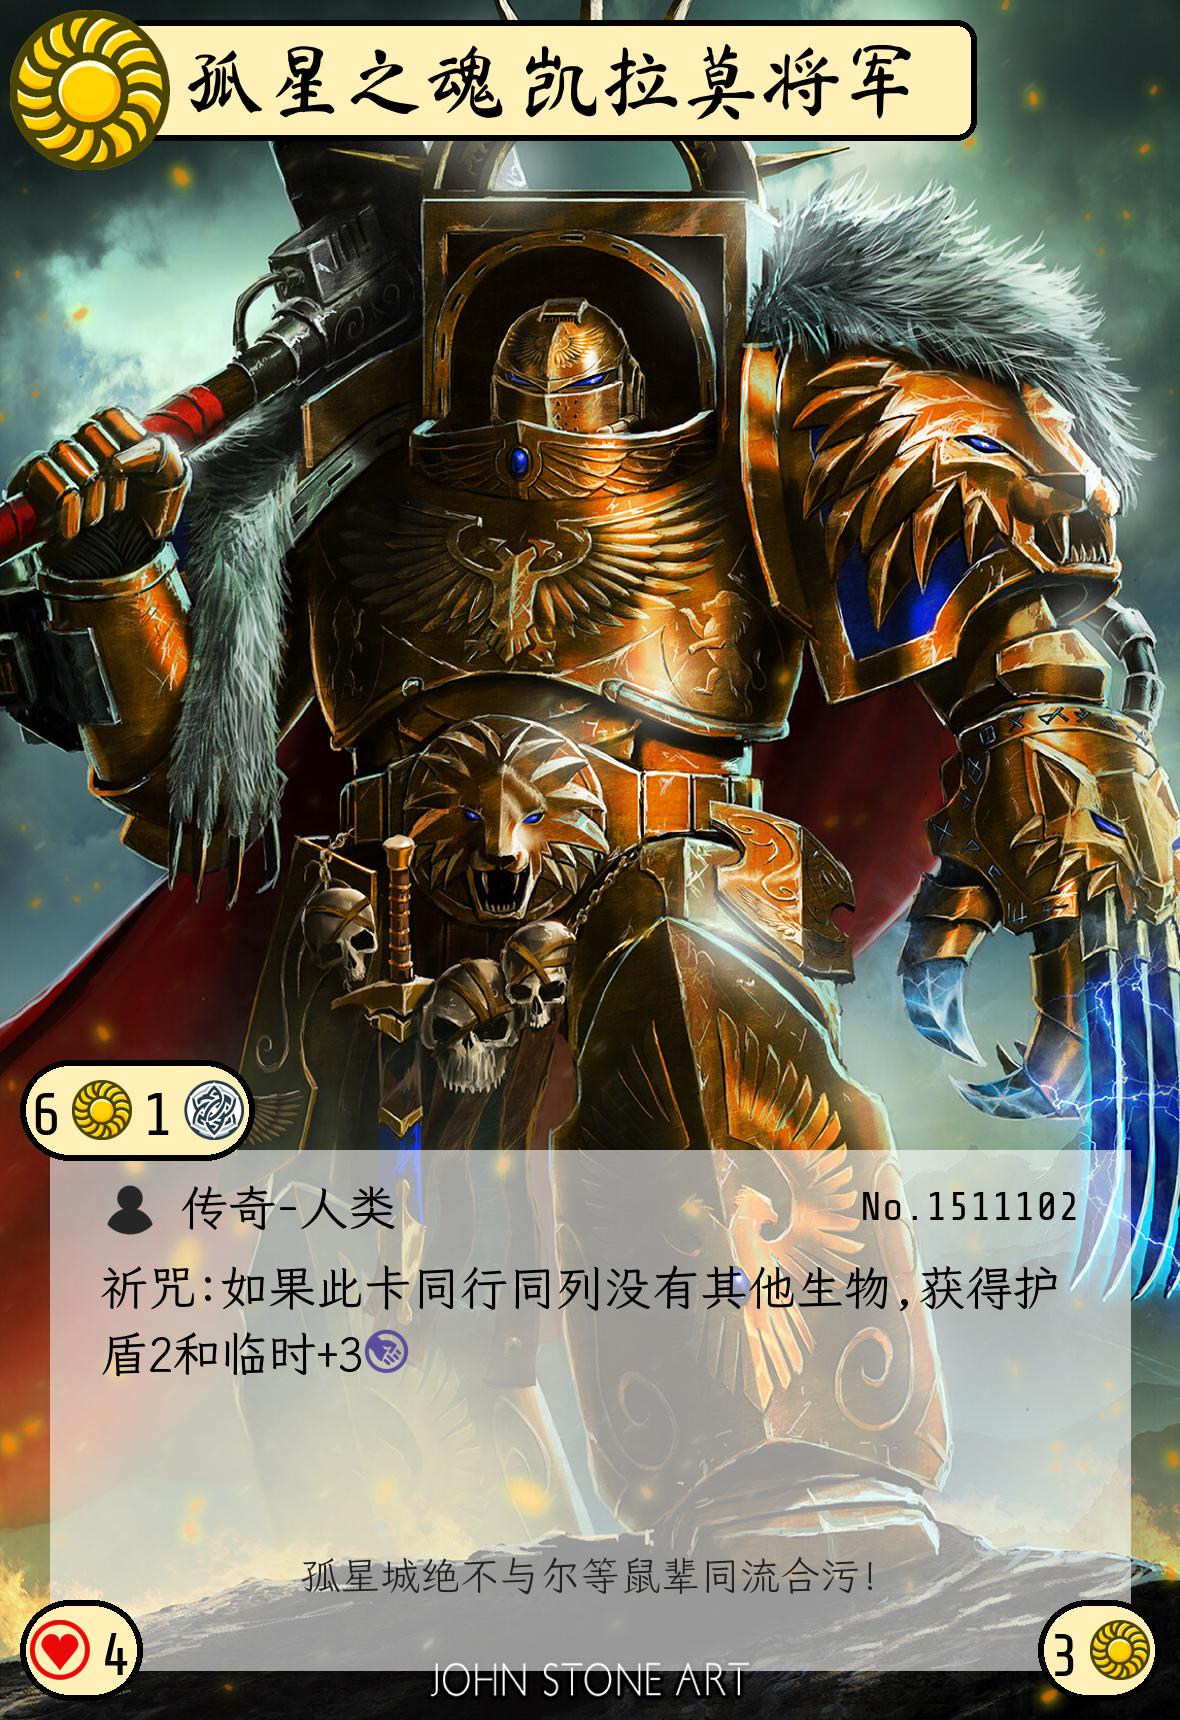 孤星之魂 凯拉莫将军
6 1
传奇-人类 No.1511102
祈咒:如果此卡同行同列没有其他生物,获得护
盾2和临时+3
孤星城绝不与尔等鼠辈同流合污!
4 3
JOHN STONE ART